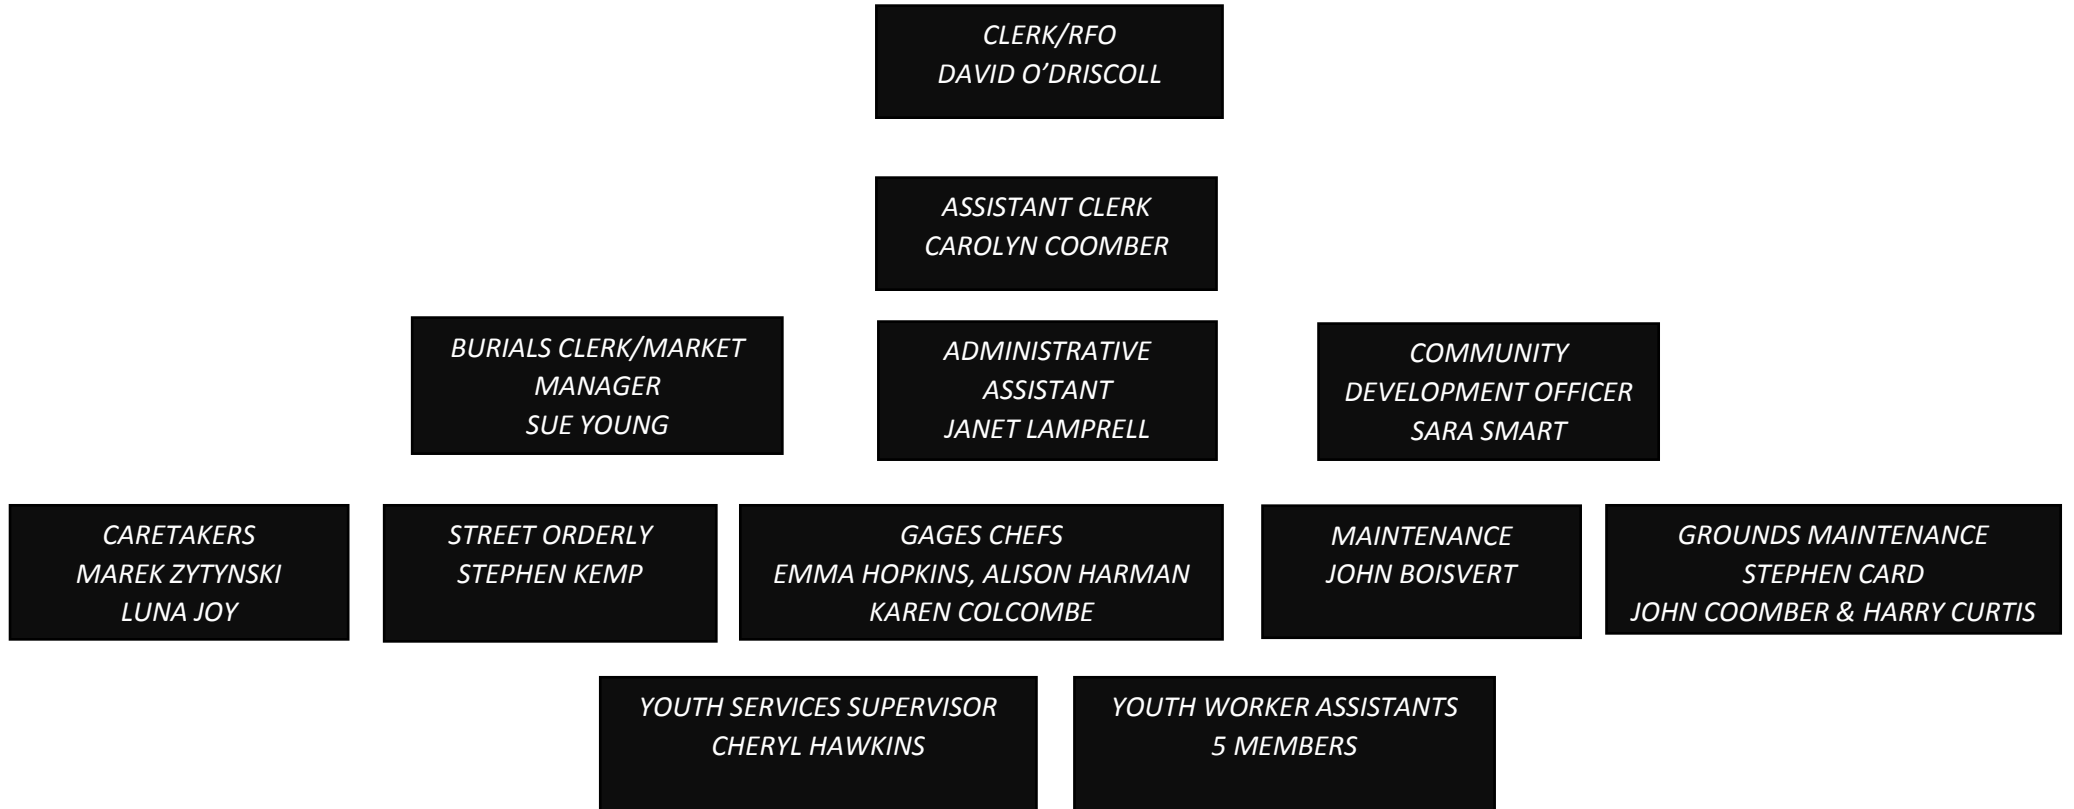 CLERK/RFO
DAVID O’DRISCOLL
ASSISTANT CLERK
CAROLYN COOMBER
BURIALS CLERK/MARKET
MANAGER
SUE YOUNG
ADMINISTRATIVE
ASSISTANT
JANET LAMPRELL
COMMUNITY
DEVELOPMENT OFFICER
SARA SMART
CARETAKERS
MAREK ZYTYNSKI
LUNA JOY
STREET ORDERLY
STEPHEN KEMP
GAGES CHEFS
EMMA HOPKINS, ALISON HARMAN
KAREN COLCOMBE
MAINTENANCE
JOHN BOISVERT
GROUNDS MAINTENANCE
STEPHEN CARD
JOHN COOMBER & HARRY CURTIS
YOUTH SERVICES SUPERVISOR
CHERYL HAWKINS
YOUTH WORKER ASSISTANTS
5 MEMBERS